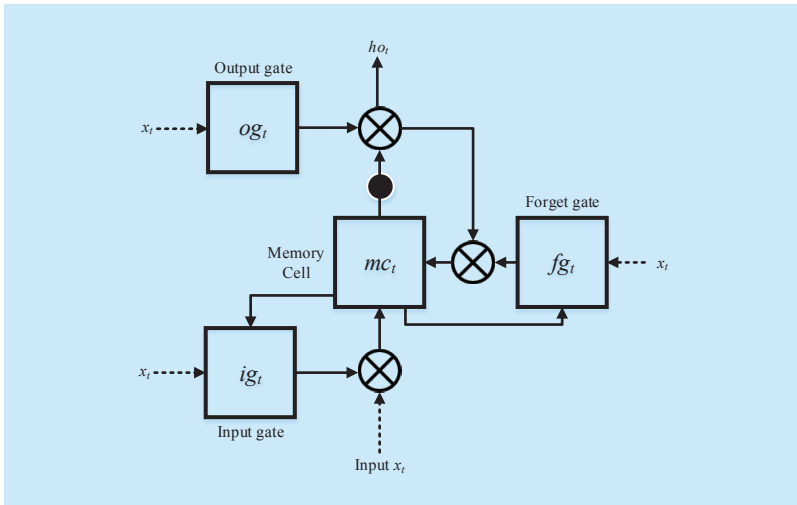 ho_t
Output gate
x_t
og_t
Forget gate
Memory
Cell
mc_t
fg_t
x_t
x_t
ig_t
Input gate
Input x_t